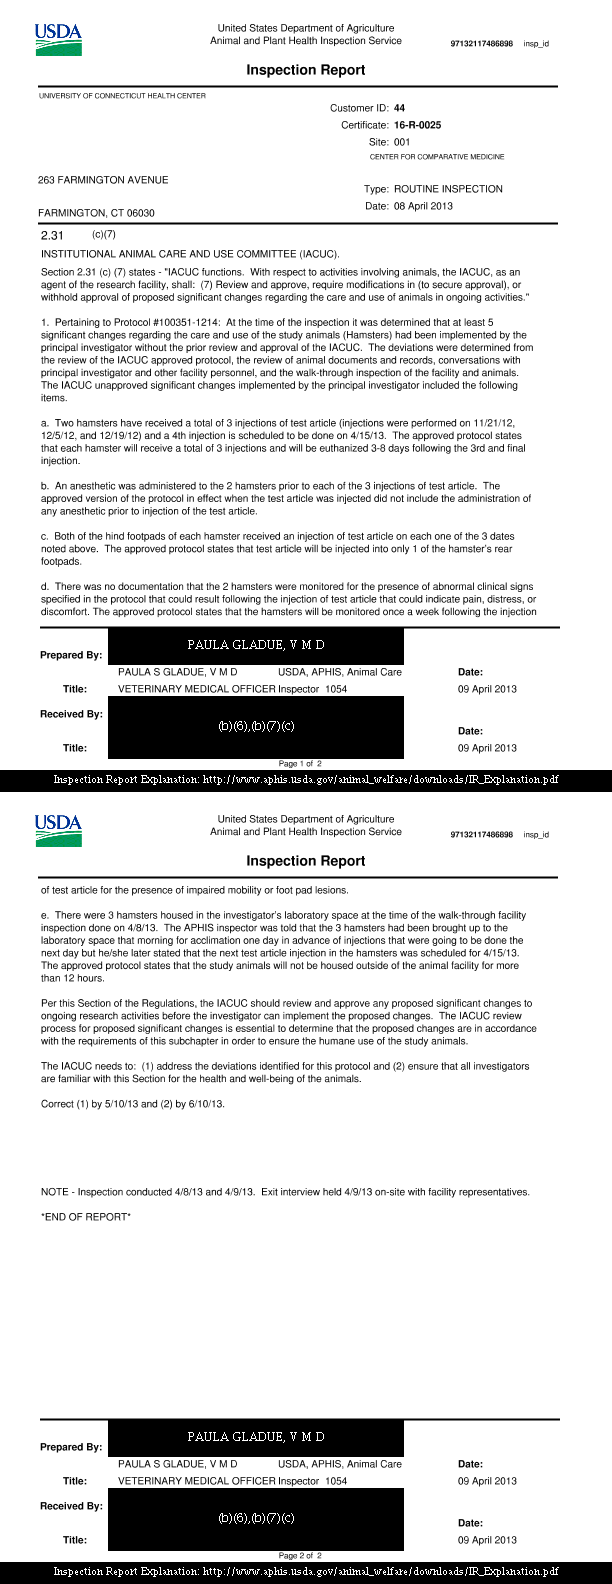 USDA
United States Department of Agriculture
Animal and Plant Health Inspection Service
97132117486898 insp_id
Inspection Report
UNIVERSITY OF CONNECTICUT HEALTH CENTER
Customer ID: 44
Certificate: 16-R-0025
Site: 001
CENTER FOR COMPARATIVE MEDICINE
263 FARMINGTON AVENUE
Type: ROUTINE INSPECTION
FARMINGTON, CT 06030
Date: 08 April 2013
2.31 (c)(7)
INSTITUTIONAL ANIMAL CARE AND USE COMMITTEE (IACUC).
Section 2.31 (c) (7) states - "IACUC functions. With respect to activities involving animals, the IACUC, as an
agent of the research facility, shall: (7) Review and approve, require modifications in (to secure approval), or
withhold approval of proposed significant changes regarding the care and use of animals in ongoing activities."
1. Pertaining to Protocol #100351-1214: At the time of the inspection it was determined that at least 5
significant changes regarding the care and use of the study animals (Hamsters) had been implemented by the
principal investigator without the prior review and approval of the IACUC. The deviations were determined from
the review of the IACUC approved protocol, the review of animal documents and records, conversations with
principal investigator and other facility personnel, and the walk-through inspection of the facility and animals.
The IACUC unapproved significant changes implemented by the principal investigator included the following
items.
a. Two hamsters have received a total of 3 injections of test article (injections were performed on 11/21/12,
12/5/12, and 12/19/12) and a 4th injection is scheduled to be done on 4/15/13. The approved protocol states
that each hamster will receive a total of 3 injections and will be euthanized 3-8 days following the 3rd and final
injection.
b. An anesthetic was administered to the 2 hamsters prior to each of the 3 injections of test article. The
approved version of the protocol in effect when the test article was injected did not include the administration of
any anesthetic prior to injection of the test article.
c. Both of the hind footpads of each hamster received an injection of test article on each one of the 3 dates
noted above. The approved protocol states that test article will be injected into only 1 of the hamster's rear
footpads.
d. There was no documentation that the 2 hamsters were monitored for the presence of abnormal clinical signs
specified in the protocol that could result following the injection of test article that could indicate pain, distress, or
discomfort. The approved protocol states that the hamsters will be monitored once a week following the injection
PAULA GLADUE, V M D
Prepared By:
PAULA S GLADUE, V M D USDA, APHIS, Animal Care Date:
Title: VETERINARY MEDICAL OFFICER Inspector 1054 09 April 2013
Received By:
(b)(6),(b)(7)(c)
Date:
Title: 09 April 2013
Page 1 of 2
Inspection Report Explanation: http://www.aphis.usda.gov/animal_welfare/downloads/IR_Explanation.pdf
USDA
United States Department of Agriculture
Animal and Plant Health Inspection Service
97132117486898 insp_id
Inspection Report
of test article for the presence of impaired mobility or foot pad lesions.
e. There were 3 hamsters housed in the investigator's laboratory space at the time of the walk-through facility
inspection done on 4/8/13. The APHIS inspector was told that the 3 hamsters had been brought up to the
laboratory space that morning for acclimation one day in advance of injections that were going to be done the
next day but he/she later stated that the next test article injection in the hamsters was scheduled for 4/15/13.
The approved protocol states that the study animals will not be housed outside of the animal facility for more
than 12 hours.
Per this Section of the Regulations, the IACUC should review and approve any proposed significant changes to
ongoing research activities before the investigator can implement the proposed changes. The IACUC review
process for proposed significant changes is essential to determine that the proposed changes are in accordance
with the requirements of this subchapter in order to ensure the humane use of the study animals.
The IACUC needs to: (1) address the deviations identified for this protocol and (2) ensure that all investigators
are familiar with this Section for the health and well-being of the animals.
Correct (1) by 5/10/13 and (2) by 6/10/13.
NOTE - Inspection conducted 4/8/13 and 4/9/13. Exit interview held 4/9/13 on-site with facility representatives.
*END OF REPORT*
PAULA GLADUE, V M D
Prepared By:
PAULA S GLADUE, V M D USDA, APHIS, Animal Care Date:
Title: VETERINARY MEDICAL OFFICER Inspector 1054 09 April 2013
Received By:
(b)(6),(b)(7)(c)
Date:
Title: 09 April 2013
Page 2 of 2
Inspection Report Explanation: http://www.aphis.usda.gov/animal_welfare/downloads/IR_Explanation.pdf